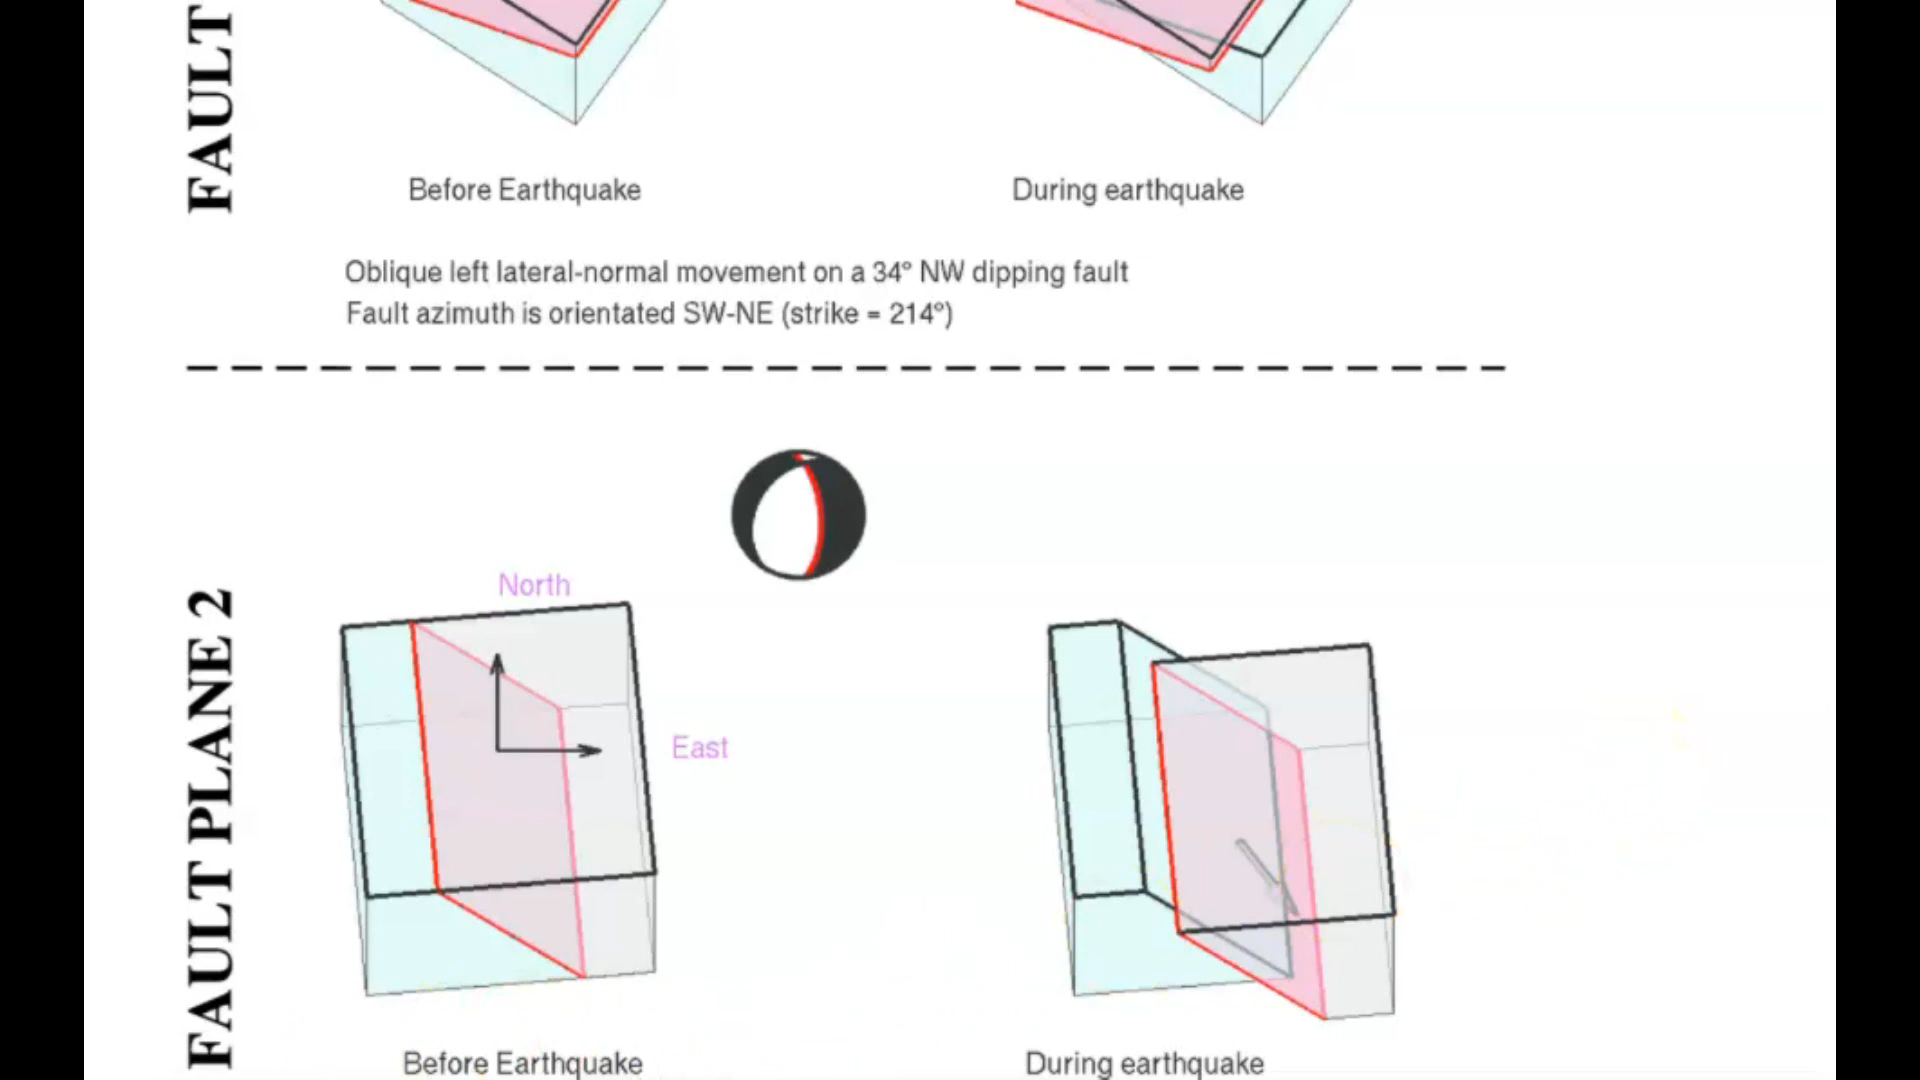 FAULT
Before Earthquake
During earthquake
Oblique left lateral-normal movement on a 34° NW dipping fault
Fault azimuth is orientated SW-NE (strike = 214°)
FAULT PLANE 2
North
East
Before Earthquake
During earthquake